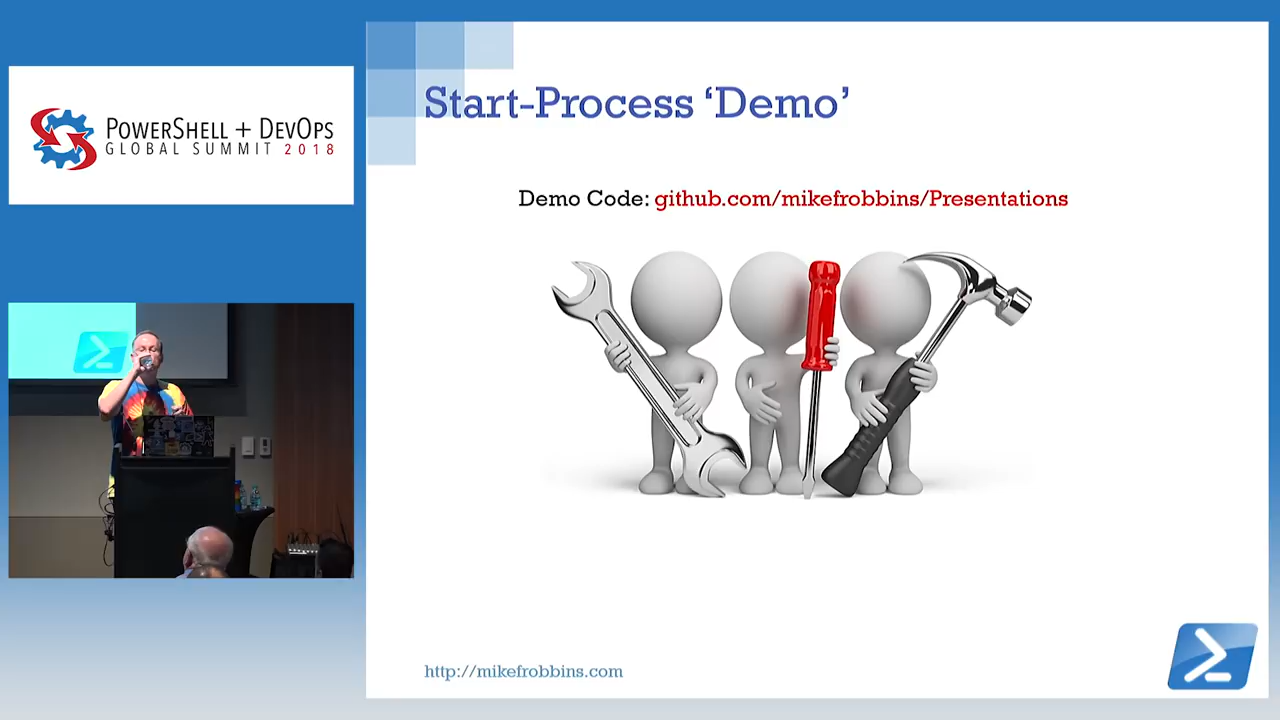 POWERSHELL + DEVOPS
GLOBAL SUMMIT 2018
Start-Process ‘Demo’
Demo Code: github.com/mikefrobbins/Presentations
http://mikefrobbins.com